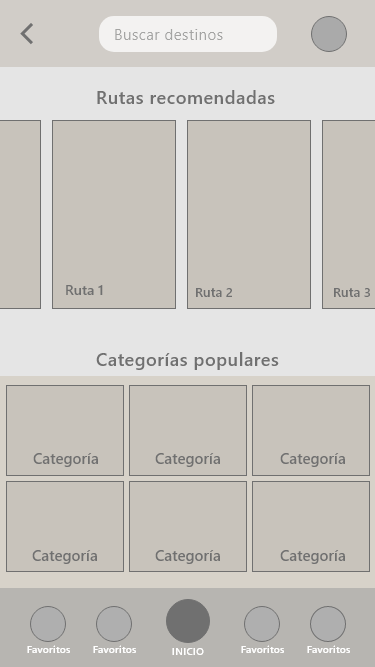 Buscar destinos
Rutas recomendadas
Ruta 1
Ruta 2
Ruta 3
Categorías populares
Categoría
Categoría
Categoría
Categoría
Categoría
Categoría
Favoritos
Favoritos
INICIO
Favoritos
Favoritos